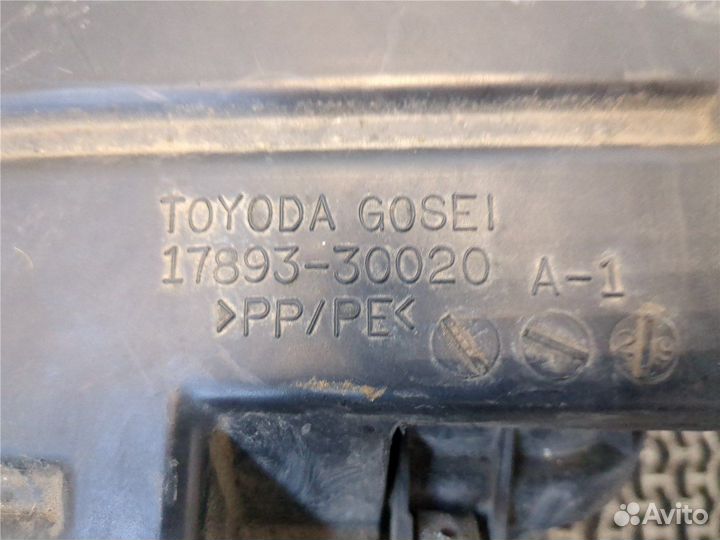 TOYODA GOSEI
17893-30020 A-1
>PP/PE<
Avito